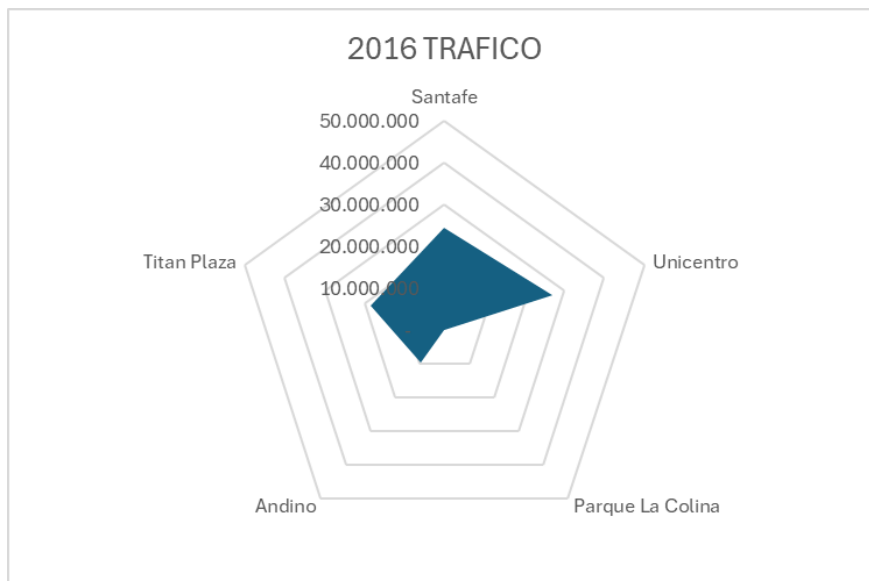 2016 TRAFICO
Santafe
50.000.000
40.000.000
30.000.000
20.000.000
10.000.000
-
Titan Plaza
Unicentro
Andino
Parque La Colina